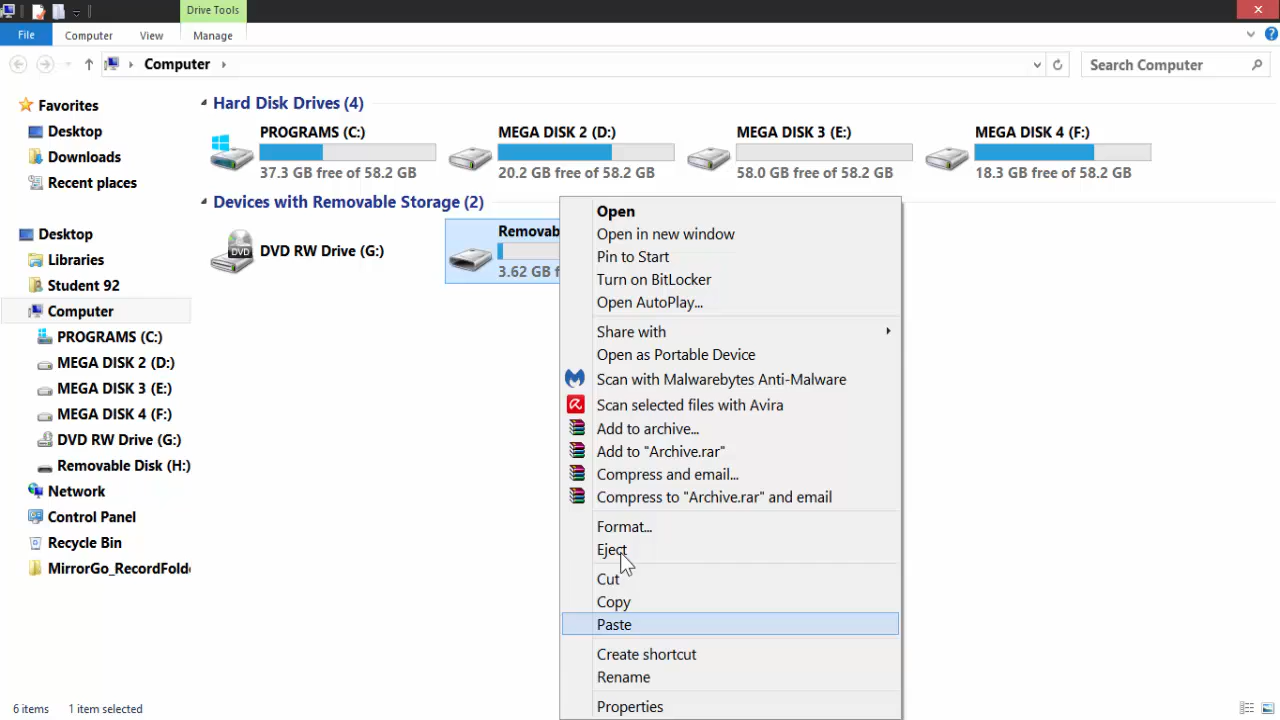 Drive Tools
File
Computer
View
Manage
Computer
Search Computer
Favorites
Desktop
Downloads
Recent places
Desktop
Libraries
Student 92
Computer
PROGRAMS (C:)
MEGA DISK 2 (D:)
MEGA DISK 3 (E:)
MEGA DISK 4 (F:)
DVD RW Drive (G:)
Removable Disk (H:)
Network
Control Panel
Recycle Bin
MirrorGo_RecordFolde
Hard Disk Drives (4)
PROGRAMS (C:)
37.3 GB free of 58.2 GB
MEGA DISK 2 (D:)
20.2 GB free of 58.2 GB
MEGA DISK 3 (E:)
58.0 GB free of 58.2 GB
MEGA DISK 4 (F:)
18.3 GB free of 58.2 GB
Devices with Removable Storage (2)
DVD
DVD RW Drive (G:)
Removab
3.62 GB f
Open
Open in new window
Pin to Start
Turn on BitLocker
Open AutoPlay...
Share with
Open as Portable Device
Scan with Malwarebytes Anti-Malware
Scan selected files with Avira
Add to archive...
Add to "Archive.rar"
Compress and email...
Compress to "Archive.rar" and email
Format...
Eject
Cut
Copy
Paste
Create shortcut
Rename
Properties
6 items
1 item selected